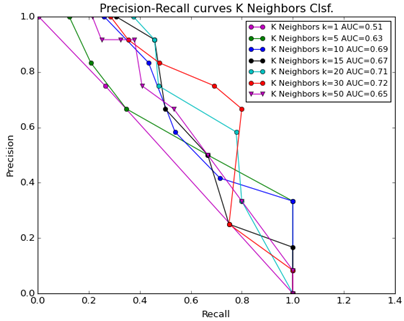 Precision-Recall curves K Neighbors Clsf.
1.0
0.8
0.6
0.4
0.2
0.0
Precision
K Neighbors k=1 AUC=0.51
K Neighbors k=5 AUC=0.63
K Neighbors k=10 AUC=0.69
K Neighbors k=15 AUC=0.67
K Neighbors k=20 AUC=0.71
K Neighbors k=30 AUC=0.72
K Neighbors k=50 AUC=0.65
0.0 0.2 0.4 0.6 0.8 1.0 1.2 1.4
Recall